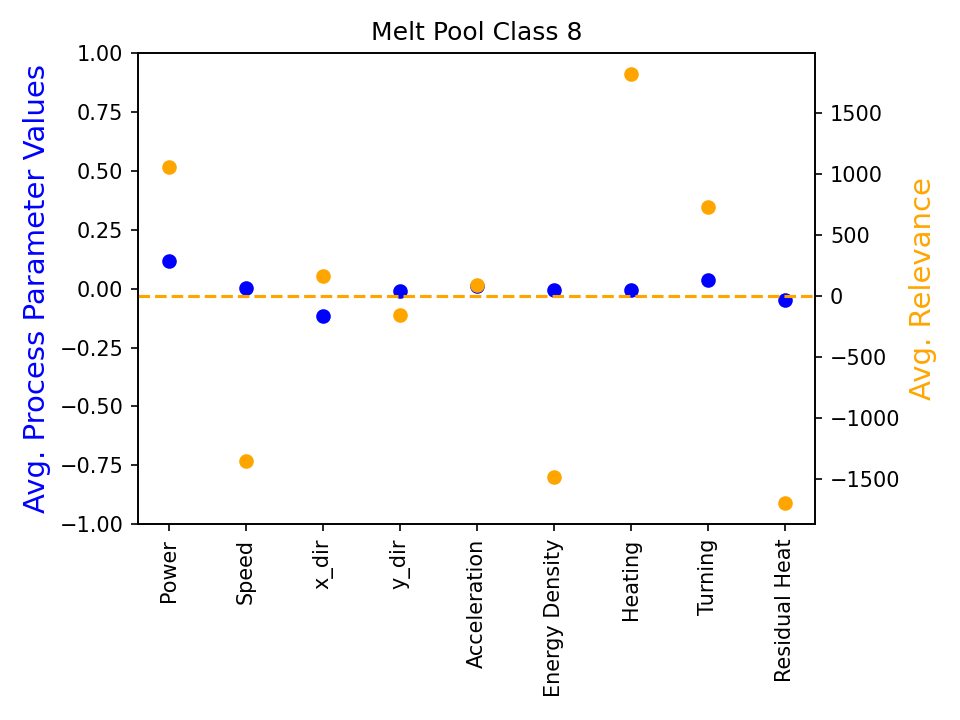 Melt Pool Class 8
Avg. Process Parameter Values
1.00
0.75
0.50
0.25
0.00
−0.25
−0.50
−0.75
−1.00
1500
1000
500
0
−500
−1000
−1500
Avg. Relevance
Power
Speed
x_dir
y_dir
Acceleration
Energy Density
Heating
Turning
Residual Heat